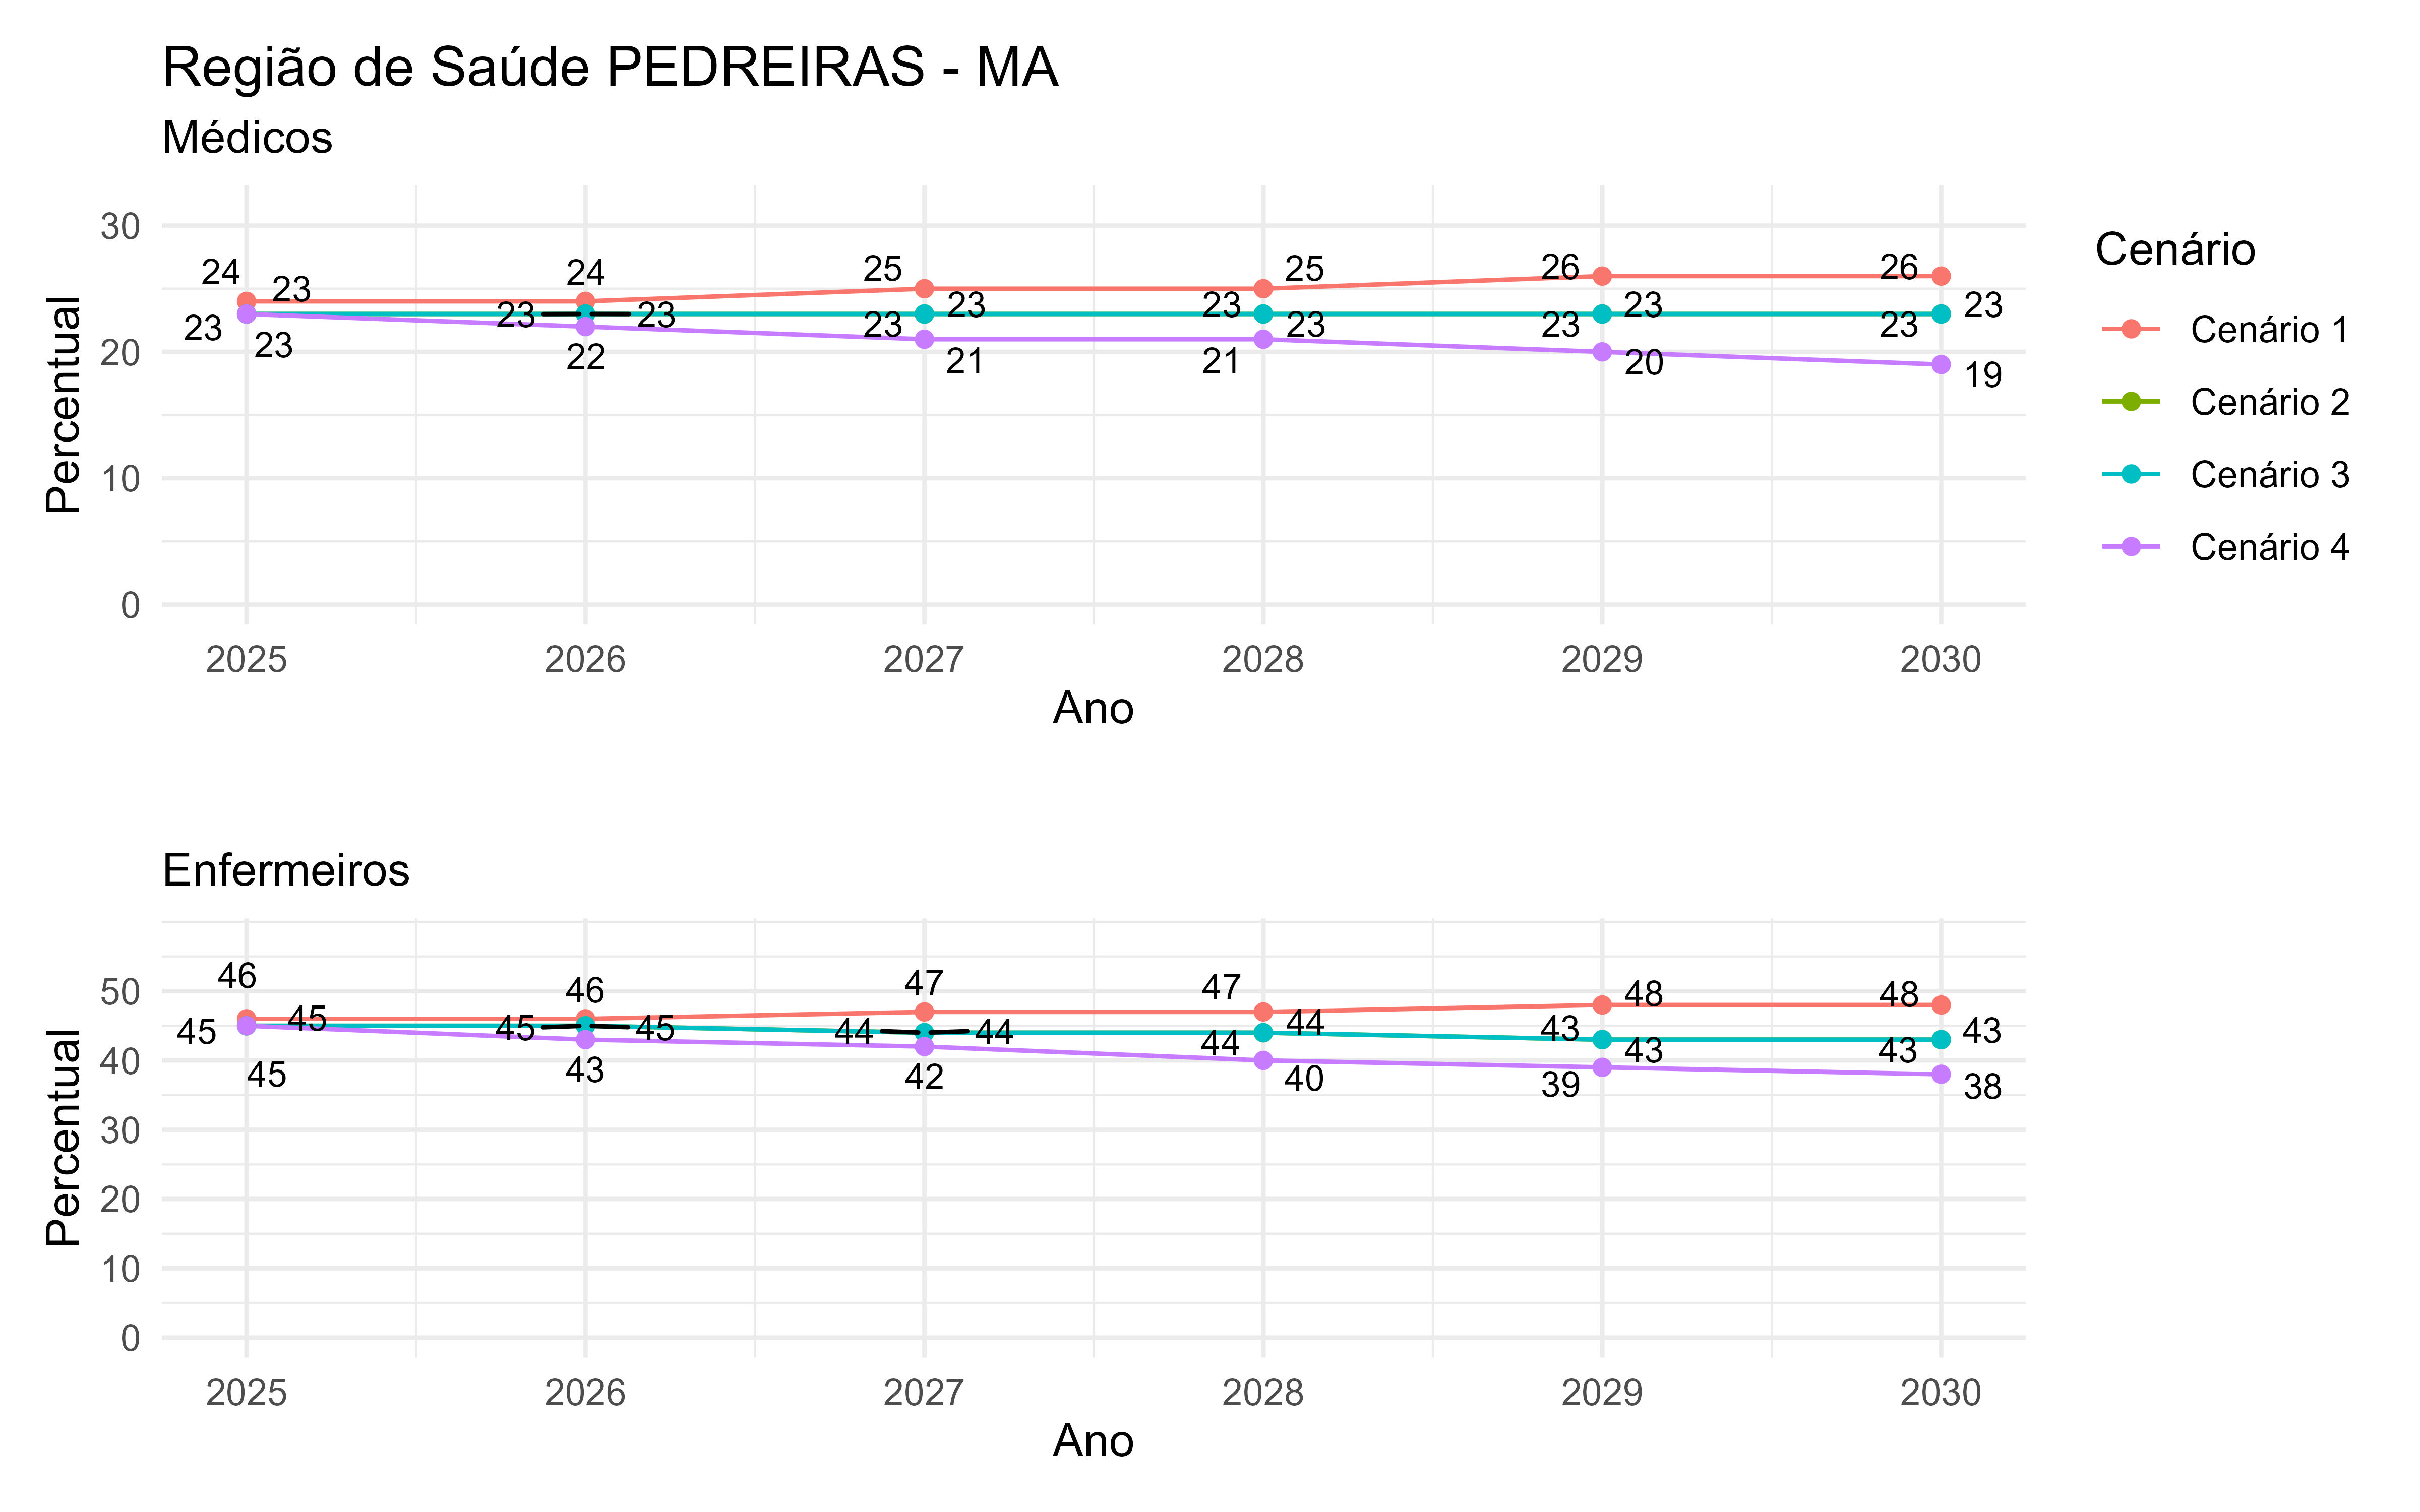 Região de Saúde PEDREIRAS - MA
Médicos
Percentual
30
20
10
0
24 23 23 23
24 23 23 22
25 23 23 21
25 23 23 21
26 23 23 20
26 23 23 19
2025 2026 2027 2028 2029 2030
Ano
Cenário
Cenário 1
Cenário 2
Cenário 3
Cenário 4
Enfermeiros
Percentual
50
40
30
20
10
0
46 45 45 45
46 45 45 43
47 44 44 42
47 44 44 40
48 43 43 39
48 43 43 38
2025 2026 2027 2028 2029 2030
Ano